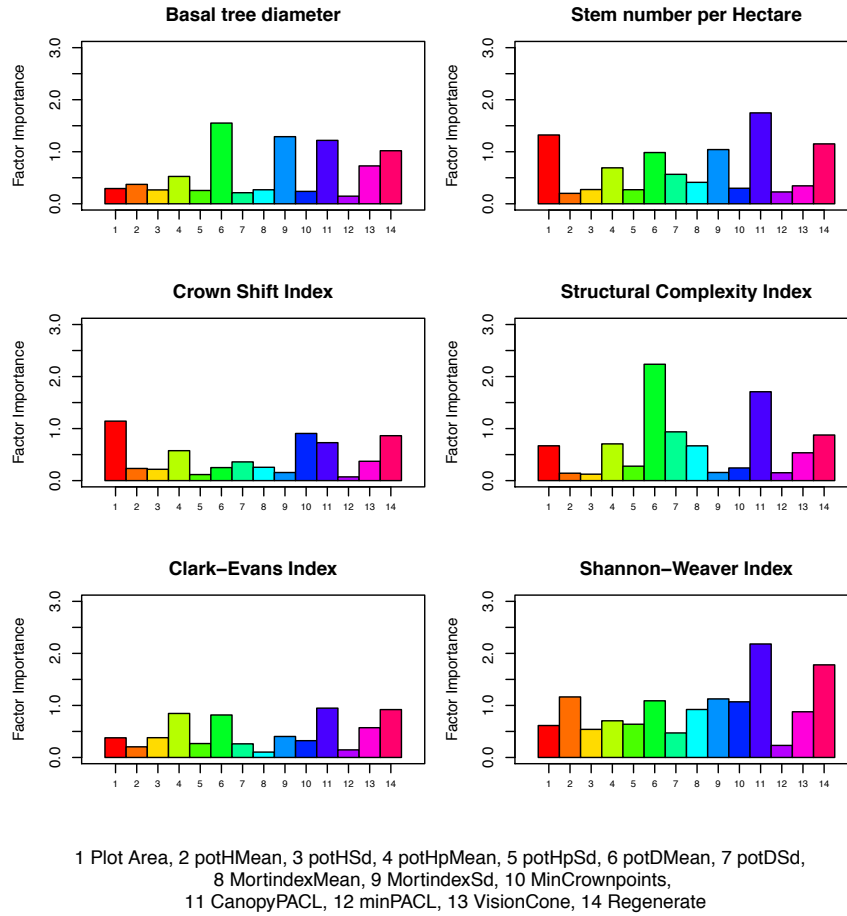 Basal tree diameter
Factor Importance
0.0 1.0 2.0 3.0
1 2 3 4 5 6 7 8 9 10 11 12 13 14
Stem number per Hectare
Factor Importance
0.0 1.0 2.0 3.0
1 2 3 4 5 6 7 8 9 10 11 12 13 14
Crown Shift Index
Factor Importance
0.0 1.0 2.0 3.0
1 2 3 4 5 6 7 8 9 10 11 12 13 14
Structural Complexity Index
Factor Importance
0.0 1.0 2.0 3.0
1 2 3 4 5 6 7 8 9 10 11 12 13 14
Clark−Evans Index
Factor Importance
0.0 1.0 2.0 3.0
1 2 3 4 5 6 7 8 9 10 11 12 13 14
Shannon−Weaver Index
Factor Importance
0.0 1.0 2.0 3.0
1 2 3 4 5 6 7 8 9 10 11 12 13 14
1 Plot Area, 2 potHMean, 3 potHSd, 4 potHpMean, 5 potHpSd, 6 potDMean, 7 potDSd,
8 MortindexMean, 9 MortindexSd, 10 MinCrownpoints,
11 CanopyPACL, 12 minPACL, 13 VisionCone, 14 Regenerate